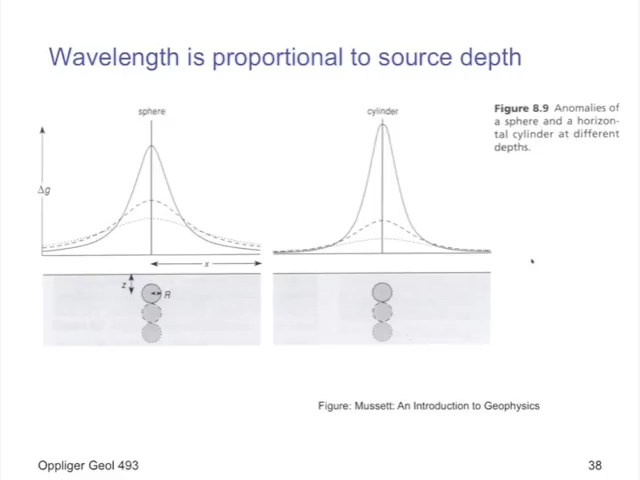 Wavelength is proportional to source depth
sphere
cylinder
Figure 8.9 Anomalies of
a sphere and a horizon-
tal cylinder at different
depths.
Δg
x
z
R
Figure: Mussett: An Introduction to Geophysics
Oppliger Geol 493
38